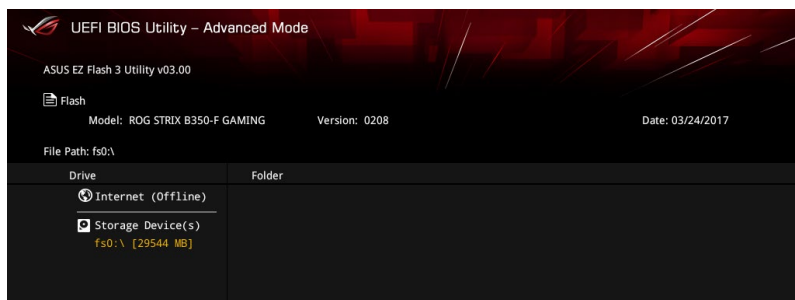 UEFI BIOS Utility – Advanced Mode
ASUS EZ Flash 3 Utility v03.00
Flash
Model: ROG STRIX B350-F GAMING Version: 0208 Date: 03/24/2017
File Path: fs0:\
Drive Folder
Internet (Offline)
Storage Device(s)
fs0:\ [29544 MB]